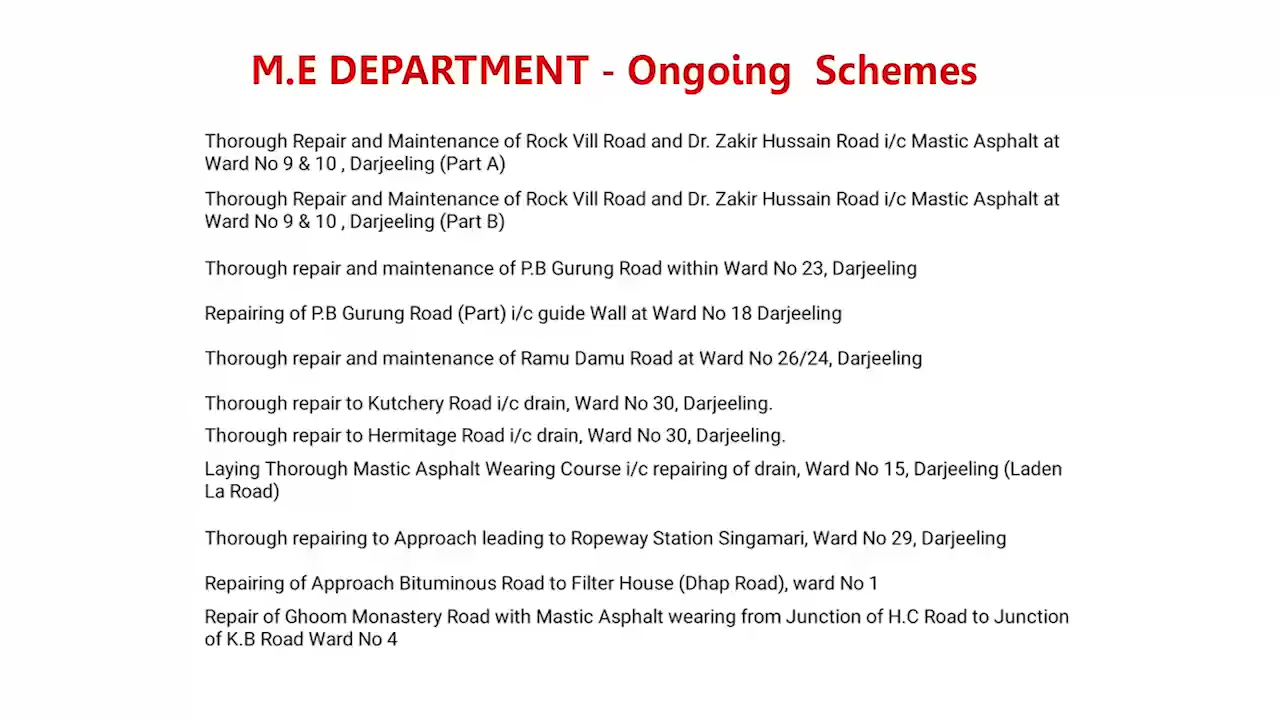 M.E DEPARTMENT - Ongoing Schemes
Thorough Repair and Maintenance of Rock Vill Road and Dr. Zakir Hussain Road i/c Mastic Asphalt at
Ward No 9 & 10 , Darjeeling (Part A)
Thorough Repair and Maintenance of Rock Vill Road and Dr. Zakir Hussain Road i/c Mastic Asphalt at
Ward No 9 & 10 , Darjeeling (Part B)
Thorough repair and maintenance of P.B Gurung Road within Ward No 23, Darjeeling
Repairing of P.B Gurung Road (Part) i/c guide Wall at Ward No 18 Darjeeling
Thorough repair and maintenance of Ramu Damu Road at Ward No 26/24, Darjeeling
Thorough repair to Kutchery Road i/c drain, Ward No 30, Darjeeling.
Thorough repair to Hermitage Road i/c drain, Ward No 30, Darjeeling.
Laying Thorough Mastic Asphalt Wearing Course i/c repairing of drain, Ward No 15, Darjeeling (Laden
La Road)
Thorough repairing to Approach leading to Ropeway Station Singamari, Ward No 29, Darjeeling
Repairing of Approach Bituminous Road to Filter House (Dhap Road), ward No 1
Repair of Ghoom Monastery Road with Mastic Asphalt wearing from Junction of H.C Road to Junction
of K.B Road Ward No 4